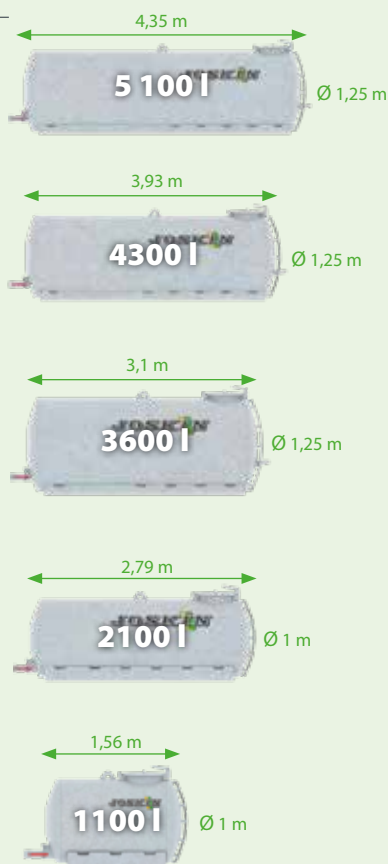 4,35 m
JOSKIN
5 100 l
Ø 1,25 m
3,93 m
JOSKIN
4300 l
Ø 1,25 m
3,1 m
JOSKIN
3600 l
Ø 1,25 m
2,79 m
JOSKIN
2100 l
Ø 1 m
1,56 m
JOSKIN
1100 l
Ø 1 m